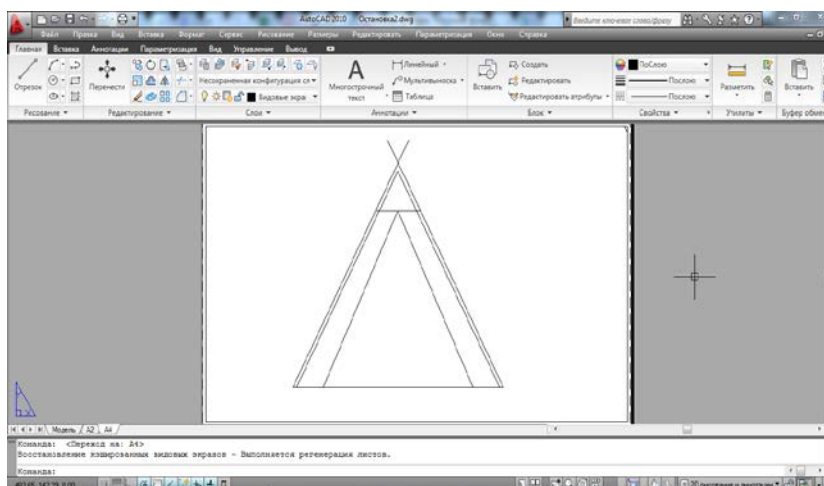 AutoCAD 2010 Остановка2.dwg
Введите ключевое слово/фразу
Файл Правка Вид Вставка Формат Сервис Рисование Размеры Редактировать Параметризация Окно Справка
Главная Вставка Аннотации Параметризация Вид Управление Вывод
Отрезок Перенести Несохраненная конфигурация сл Видовые экра
Многострочный текст Линейный Мультивыноска Таблица
Вставить Создать Редактировать Редактировать атрибуты
ПоСлою
Послою
Послою
Разметить Вставить
Рисование Редактирование Слои Аннотации Блок Свойства Утилиты Буфер обмен
Модель A2 A4
Команда: <Переход на: A4>
Восстановление кэшированных видовых экранов - Выполняется регенерация листов.
Команда:
2D рисование и аннотации